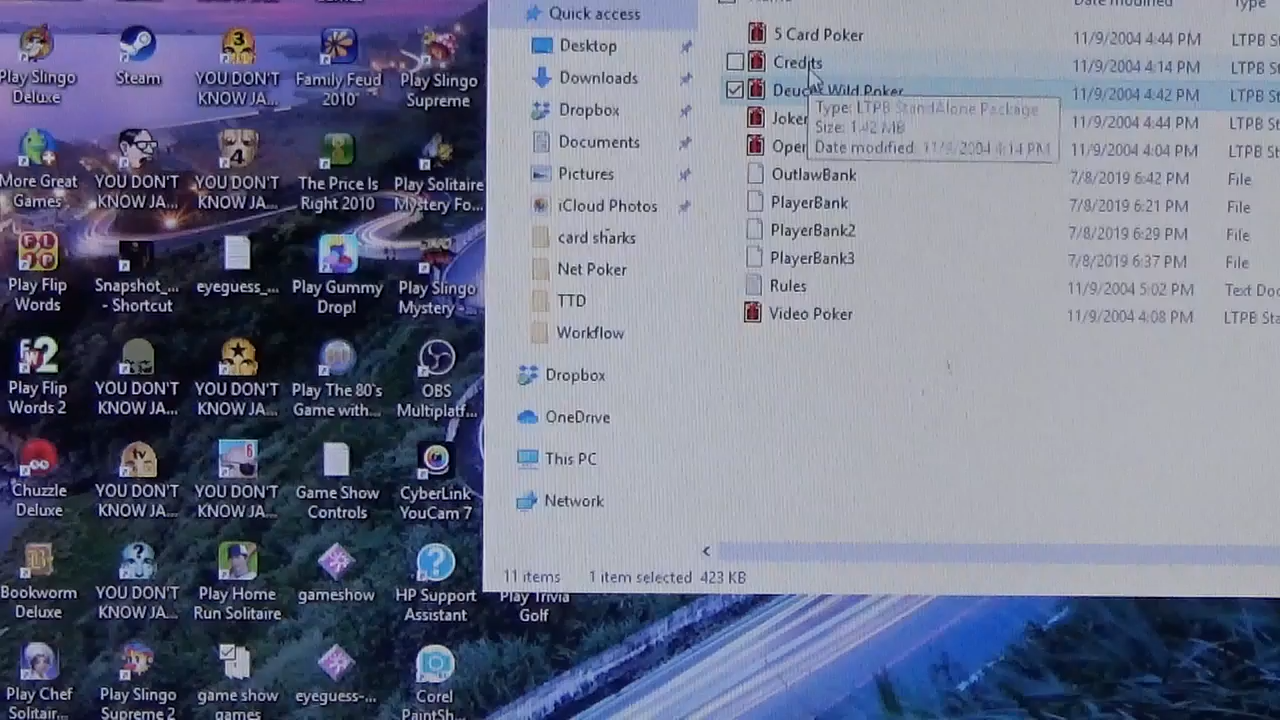 Play Slingo
Deluxe
Steam
YOU DON'T
KNOW JA...
Family Feud
2010"
Play Slingo
Supreme
More Great
Games
YOU DON'T
KNOW JA...
YOU DON'T
KNOW JA...
The Price Is
Right 2010
Play Solitaire
Mystery Fo...
Play Flip
Words
Snapshot_...
- Shortcut
eyeguess_...
Play Gummy
Drop!
Play Slingo
Mystery -...
Play Flip
Words 2
YOU DON'T
KNOW JA...
YOU DON'T
KNOW JA...
Play The 80's
Game with...
OBS
Multiplatf...
Chuzzle
Deluxe
YOU DON'T
KNOW JA...
YOU DON'T
KNOW JA...
Game Show
Controls
CyberLink
YouCam 7
Bookworm
Deluxe
YOU DON'T
KNOW JA...
Play Home
Run Solitaire
gameshow
HP Support
Assistant
Play Trivia
Golf
Play Chef
Solitair...
Play Slingo
Supreme 2
game show
games
eyeguess-...
Corel
PaintSh...
Quick access
Desktop
Downloads
Dropbox
Documents
Pictures
iCloud Photos
card sharks
Net Poker
TTD
Workflow
Dropbox
OneDrive
This PC
Network
Date modified Type
5 Card Poker 11/9/2004 4:44 PM LTPB St
Credits 11/9/2004 4:14 PM LTPB St
Deuces Wild Poker 11/9/2004 4:42 PM LTPB St
Joker 11/9/2004 4:44 PM LTPB St
Open 11/9/2004 4:04 PM LTPB St
Type: LTPB StandAlone Package
Size: 1.42 MB
Date modified: 11/9/2004 4:14 PM
OutlawBank 7/8/2019 6:42 PM File
PlayerBank 7/8/2019 6:21 PM File
PlayerBank2 7/8/2019 6:29 PM File
PlayerBank3 7/8/2019 6:37 PM File
Rules 11/9/2004 5:02 PM Text Doc
Video Poker 11/9/2004 4:08 PM LTPB Sta
11 items 1 item selected 423 KB